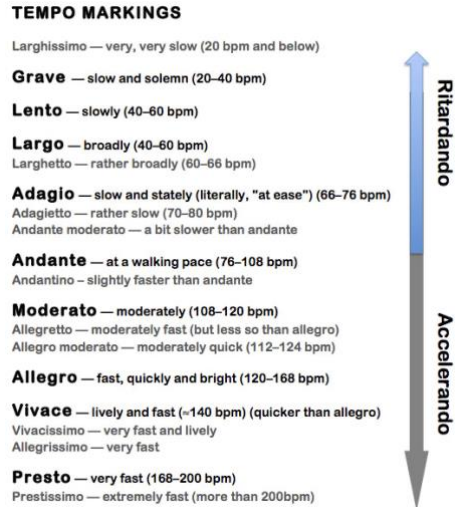 TEMPO MARKINGS
Larghissimo — very, very slow (20 bpm and below)
Grave — slow and solemn (20–40 bpm)
Lento — slowly (40–60 bpm)
Largo — broadly (40–60 bpm)
Larghetto — rather broadly (60–66 bpm)
Adagio — slow and stately (literally, "at ease") (66–76 bpm)
Adagietto — rather slow (70–80 bpm)
Andante moderato — a bit slower than andante
Andante — at a walking pace (76–108 bpm)
Andantino – slightly faster than andante
Moderato — moderately (108–120 bpm)
Allegretto — moderately fast (but less so than allegro)
Allegro moderato — moderately quick (112–124 bpm)
Allegro — fast, quickly and bright (120–168 bpm)
Vivace — lively and fast (≈140 bpm) (quicker than allegro)
Vivacissimo — very fast and lively
Allegrissimo — very fast
Presto — very fast (168–200 bpm)
Prestissimo — extremely fast (more than 200bpm)
Ritardando
Accelerando